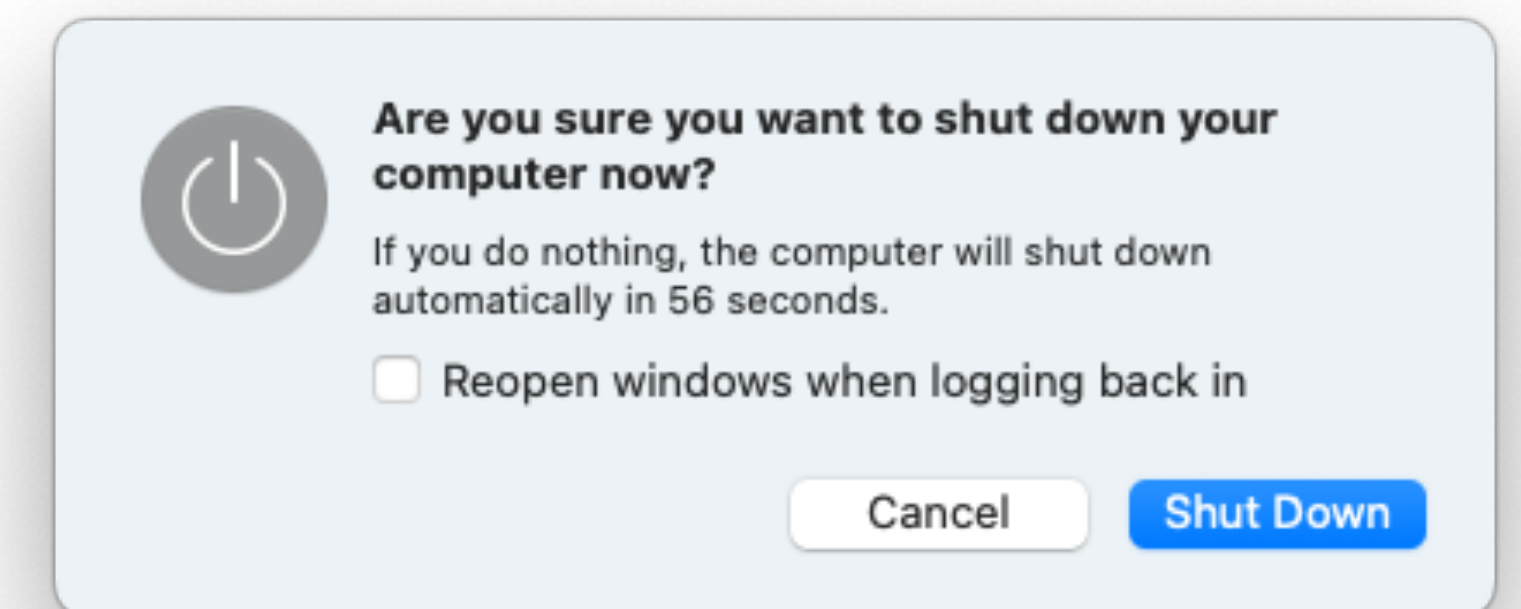 Are you sure you want to shut down your
computer now?
If you do nothing, the computer will shut down
automatically in 56 seconds.
Reopen windows when logging back in
Cancel
Shut Down